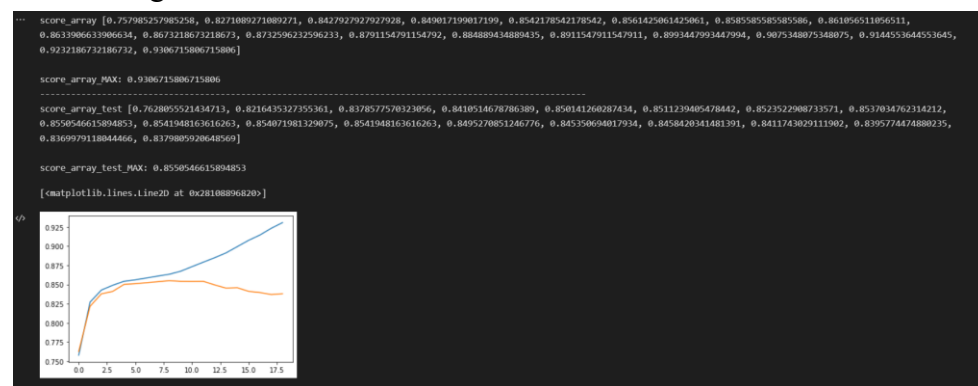 ... score_array [0.757985257985258, 0.8271089271089271, 0.8427927927927928, 0.849017199017199, 0.8542178542178542, 0.8561425061425061, 0.8585585585585586, 0.861056511056511,
0.8633906633906634, 0.8673218673218673, 0.8732596232596233, 0.8791154791154792, 0.884889434889435, 0.8911547911547911, 0.8993447993447994, 0.9075348075348075, 0.9144553644553645,
0.9232186732186732, 0.9306715806715806]
score_array_MAX: 0.9306715806715806
--------------------------------------------------------------------------------
score_array_test [0.7628055521434713, 0.8216435327355361, 0.8378577570323056, 0.8410514678786389, 0.850141260287434, 0.8511239405478442, 0.8523522908733571, 0.8537034762314212,
0.8550546615894853, 0.8541948163616263, 0.854071981329075, 0.8541948163616263, 0.8495270851246776, 0.845350694017934, 0.8458420341481391, 0.8411743029111902, 0.8395774474880235,
0.8369979118044466, 0.8379805920648569]
score_array_test_MAX: 0.8550546615894853
[<matplotlib.lines.Line2D at 0x28108896820>]
</>
0.925
0.900
0.875
0.850
0.825
0.800
0.775
0.750
0.0 2.5 5.0 7.5 10.0 12.5 15.0 17.5